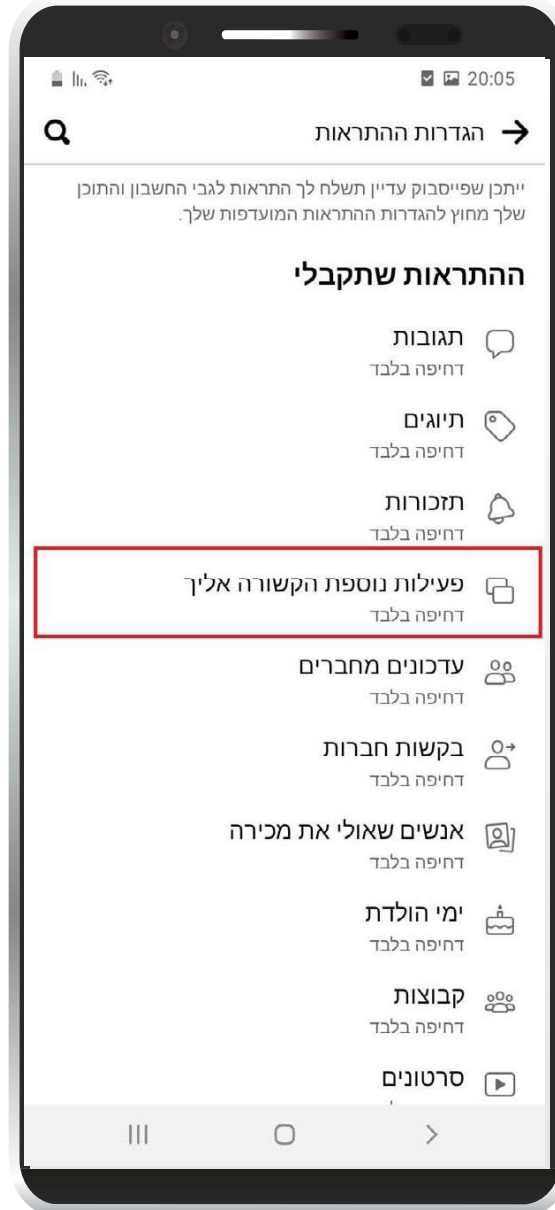 20:05
הגדרות ההתראות
ייתכן שפייסבוק עדיין תשלח לך התראות לגבי החשבון והתוכן
שלך מחוץ להגדרות ההתראות המועדפות שלך.
ההתראות שתקבלי
תגובות
דחיפה בלבד
תיוגים
דחיפה בלבד
תזכורות
דחיפה בלבד
פעילות נוספת הקשורה אליך
דחיפה בלבד
עדכונים מחברים
דחיפה בלבד
בקשות חברות
דחיפה בלבד
אנשים שאולי את מכירה
דחיפה בלבד
ימי הולדת
דחיפה בלבד
קבוצות
דחיפה בלבד
סרטונים